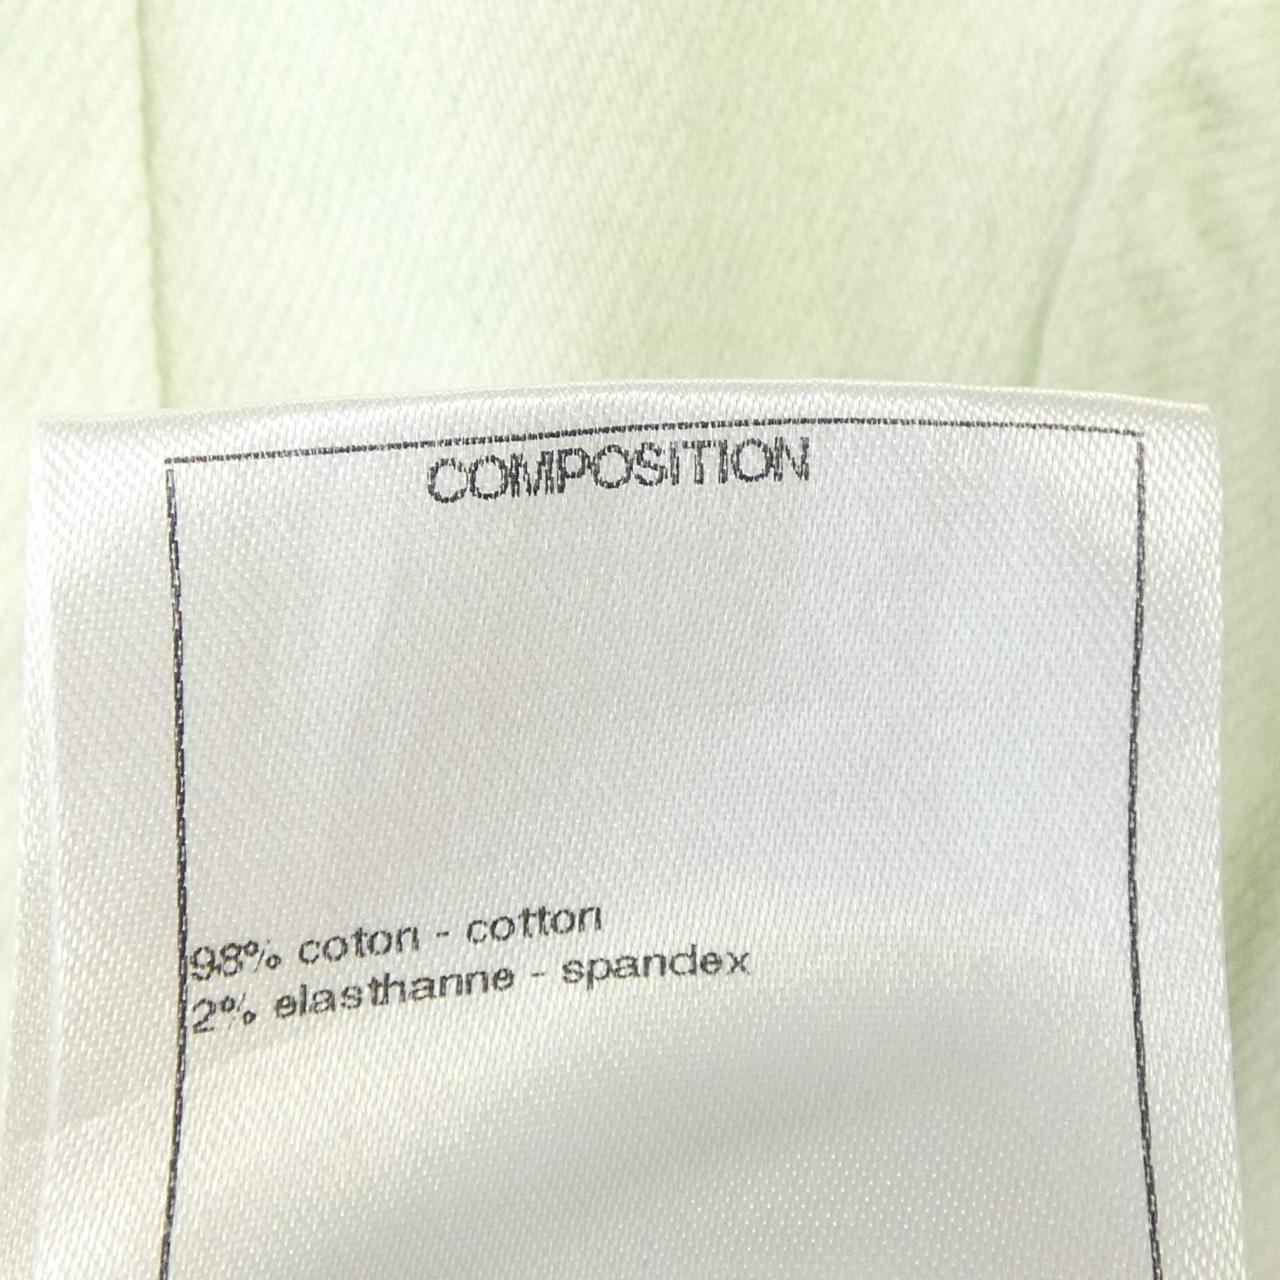 COMPOSITION
98% coton - cotton
2% elasthanne - spandex